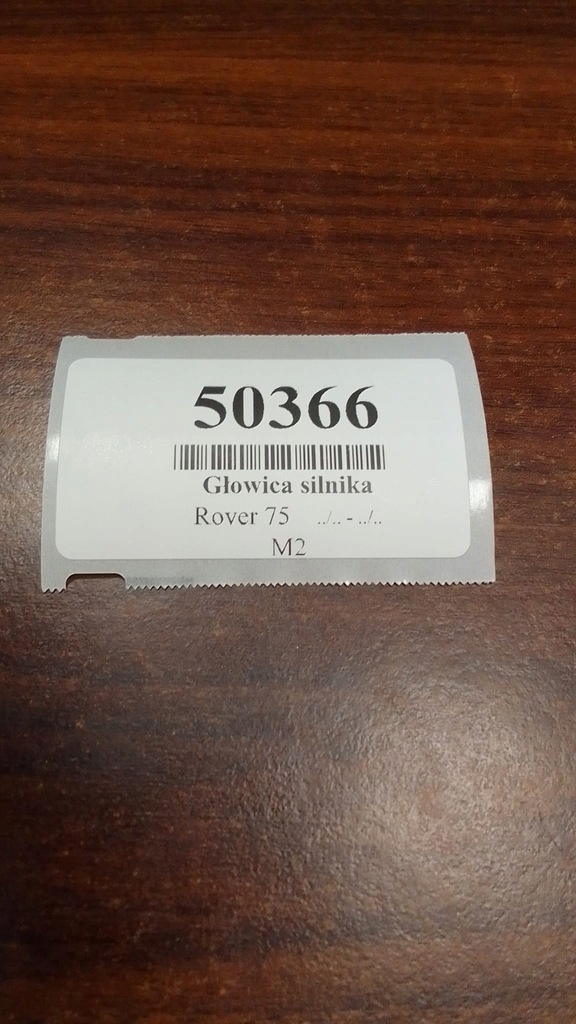 50366
Głowica silnika
Rover 75 ../.. - ../..
M2